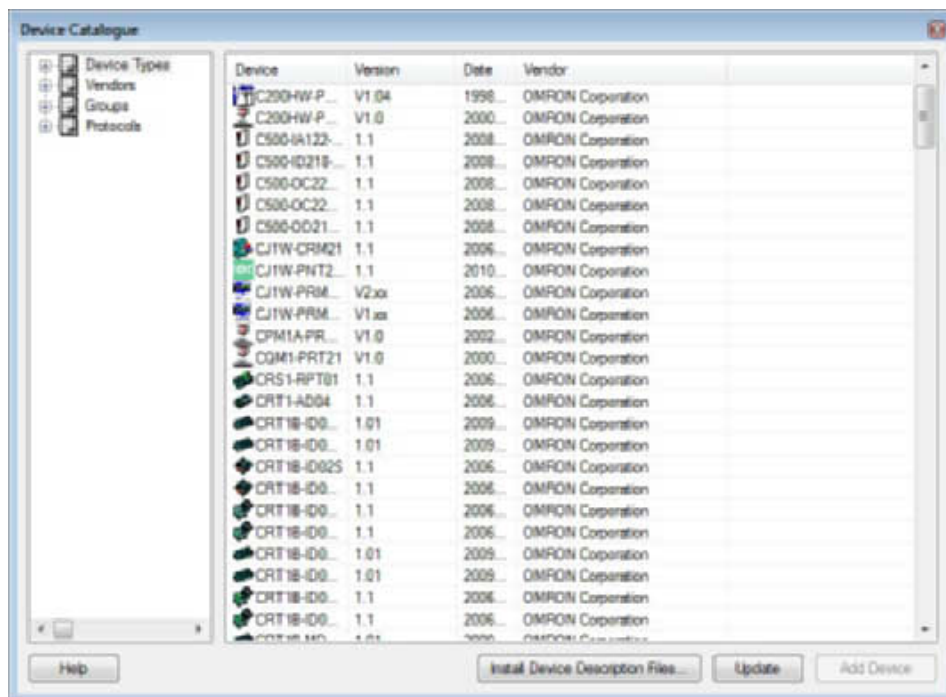 Device Catalogue
Device Types
Vendors
Groups
Protocols
Device Version Date Vendor
C200HW-P... V1.04 1998... OMRON Corporation
C200HW-P... V1.0 2000... OMRON Corporation
C500-IA122-... 1.1 2008... OMRON Corporation
C500-ID218-... 1.1 2008... OMRON Corporation
C500-OC22... 1.1 2008... OMRON Corporation
C500-OC22... 1.1 2008... OMRON Corporation
C500-OD21... 1.1 2008... OMRON Corporation
CJ1W-CRM21 1.1 2006... OMRON Corporation
CJ1W-PNT2... 1.1 2010... OMRON Corporation
CJ1W-PRM... V2.xx 2006... OMRON Corporation
CJ1W-PRM... V1.xx 2006... OMRON Corporation
CPM1A-PR... V1.0 2002... OMRON Corporation
CQM1-PRT21 V1.0 2000... OMRON Corporation
CRS1-RPT01 1.1 2006... OMRON Corporation
CRT1-AD04 1.1 2006... OMRON Corporation
CRT1B-ID0... 1.01 2009... OMRON Corporation
CRT1B-ID0... 1.01 2009... OMRON Corporation
CRT1B-ID02S 1.1 2006... OMRON Corporation
CRT1B-ID0... 1.1 2006... OMRON Corporation
CRT1B-ID0... 1.1 2006... OMRON Corporation
CRT1B-ID0... 1.1 2006... OMRON Corporation
CRT1B-ID0... 1.01 2009... OMRON Corporation
CRT1B-ID0... 1.01 2009... OMRON Corporation
CRT1B-ID0... 1.1 2006... OMRON Corporation
CRT1B-ID0... 1.1 2006... OMRON Corporation
Help
Install Device Description Files...
Update
Add Device